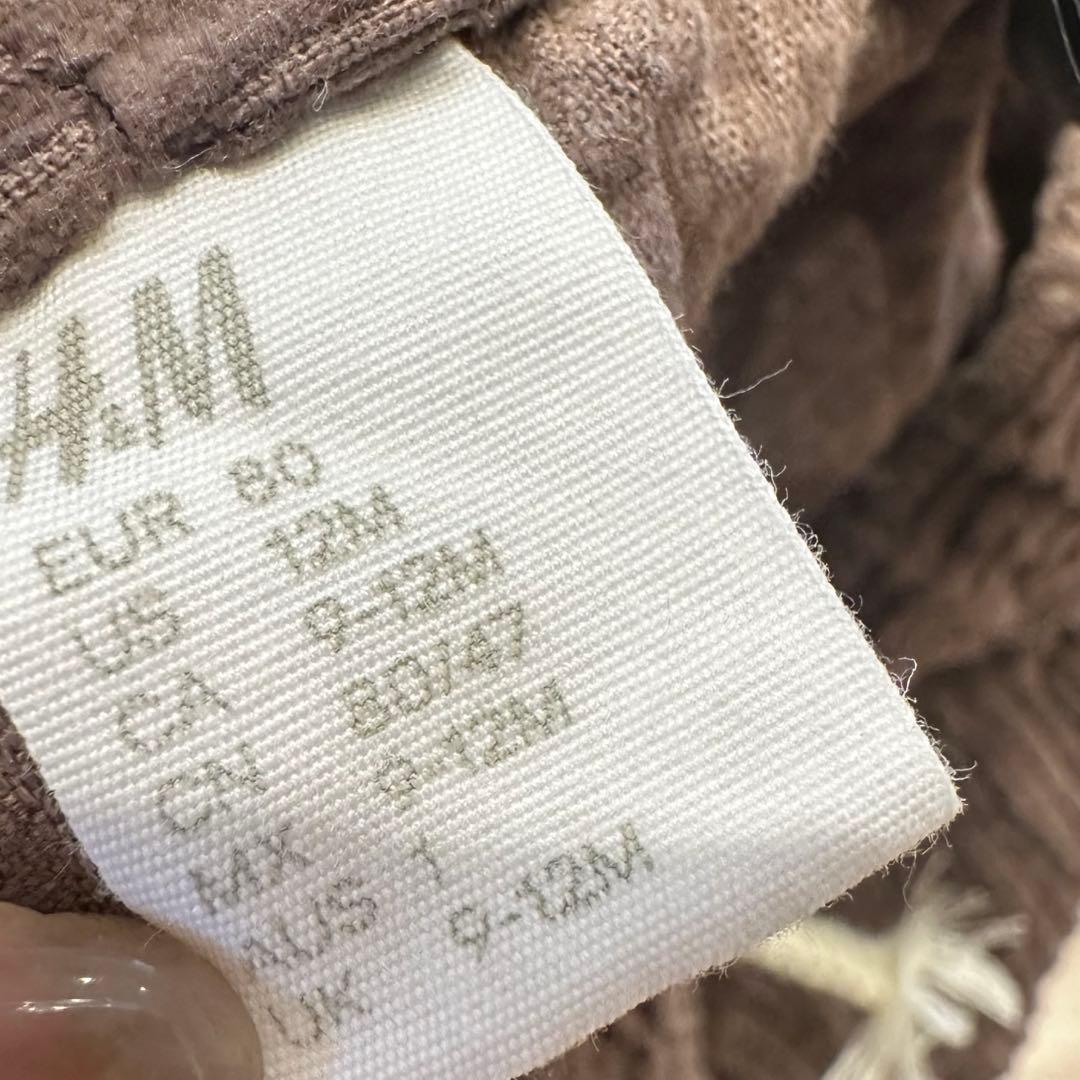 H&M
EUR 80
US 12M
CA 9-12M
CN 80/47
MX 9-12M
AUS 1
UK 9-12M